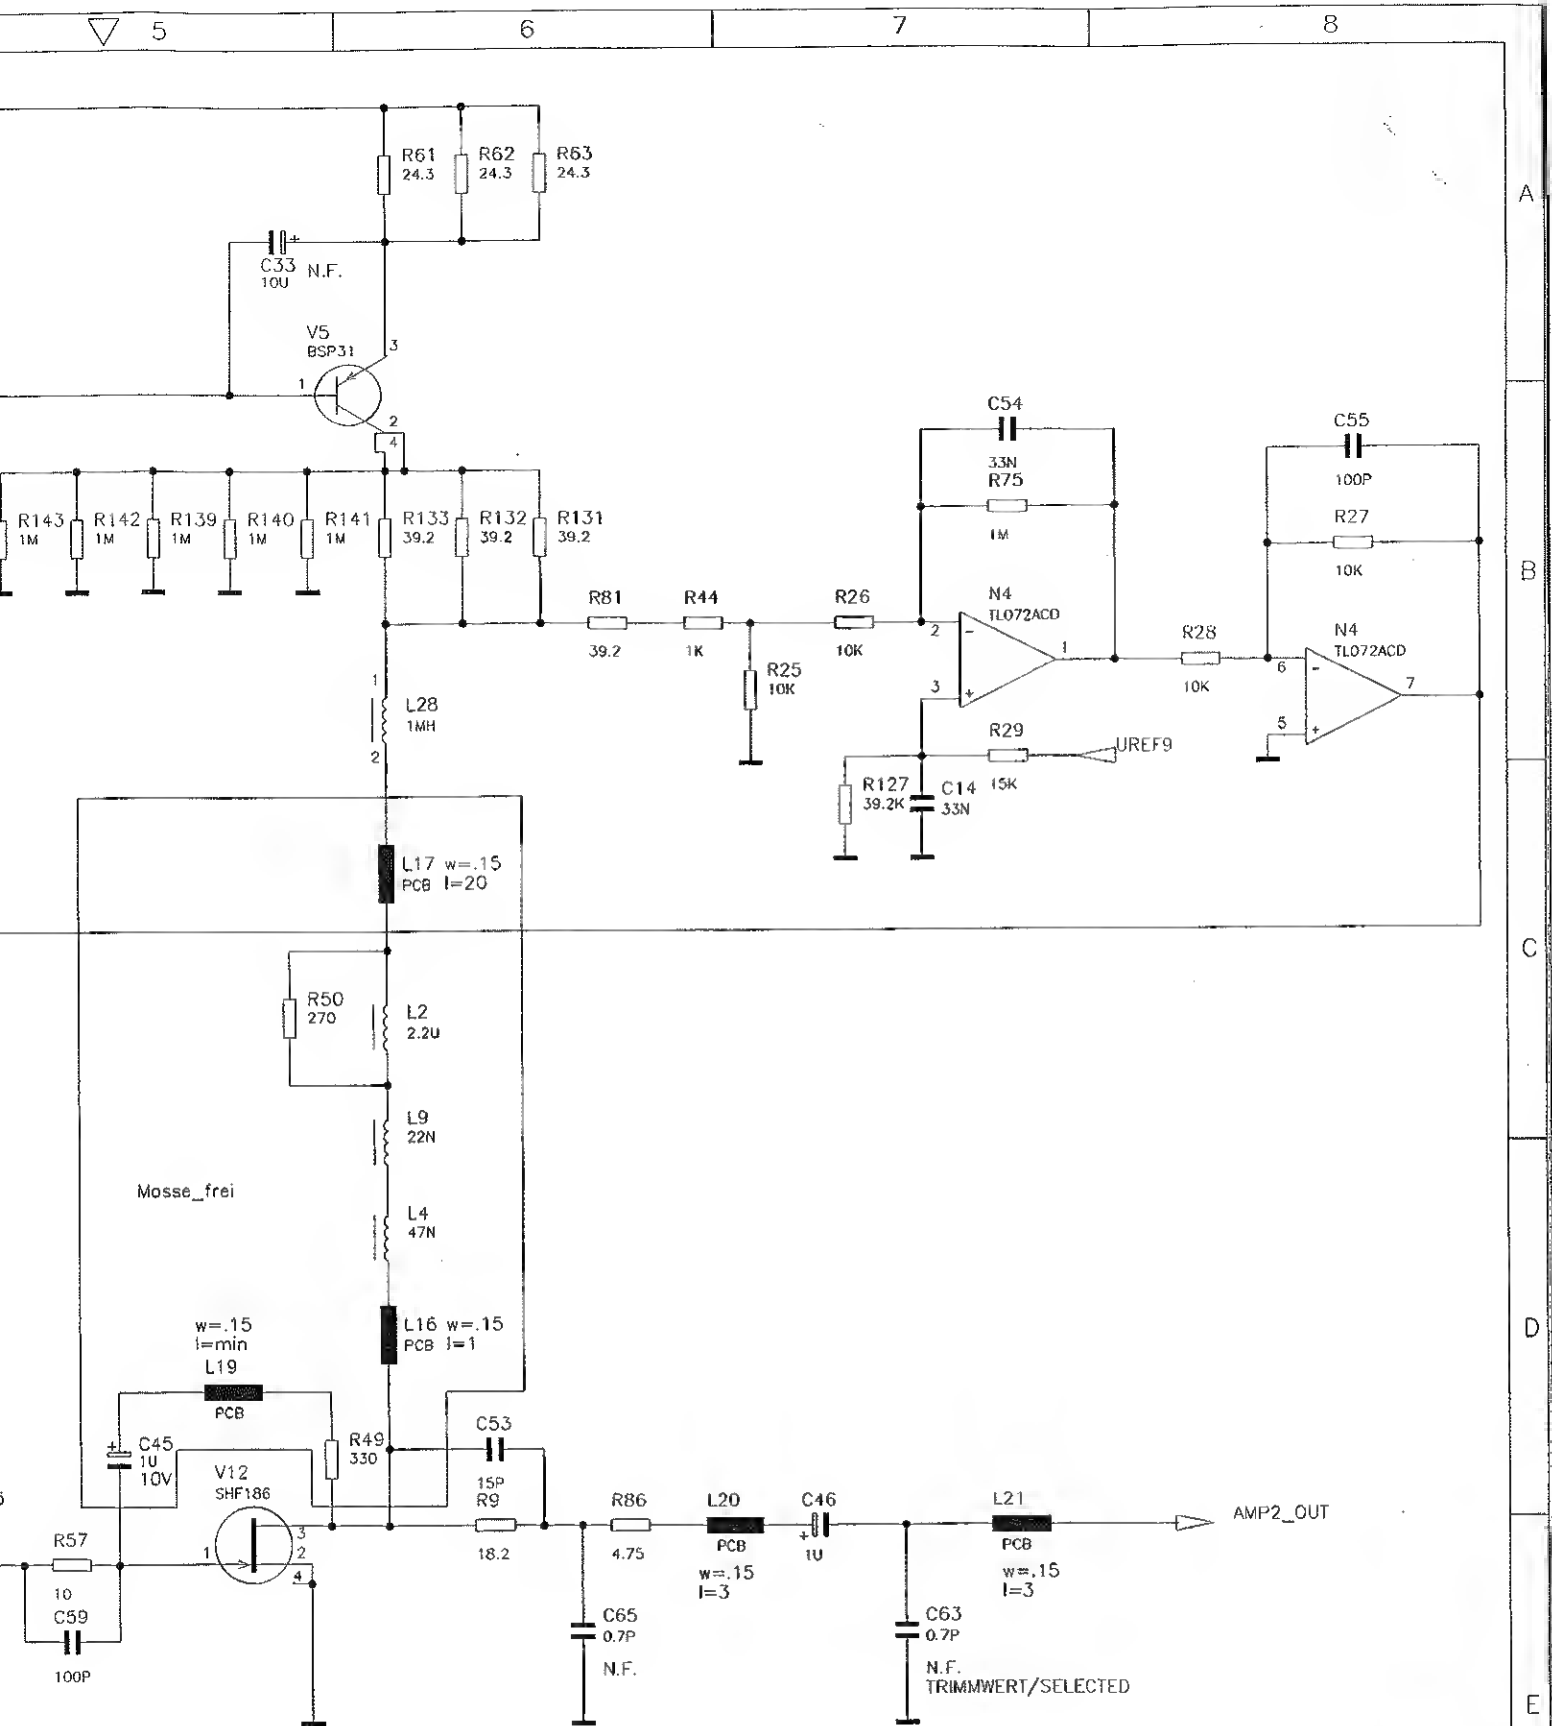 5
6
7
8
A
B
C
D
E
R61
24.3
R62
24.3
R63
24.3
C33
10U
N.F.
V5
BSP31
3
1
2
4
R143
1M
R142
1M
R139
1M
R140
1M
R141
1M
R133
39.2
R132
39.2
R131
39.2
C54
33N
R75
1M
C55
100P
R27
10K
R81
39.2
R44
1K
R26
10K
N4
TL072ACD
2
-
3
+
1
R28
10K
N4
TL072ACD
6
-
5
+
7
R25
10K
1
L28
1MH
2
R29
15K
UREF9
R127
39.2K
C14
33N
L17 w=.15
PCB l=20
R50
270
L2
2.2U
L9
22N
Mosse_frei
L4
47N
w=.15
l=min
L19
PCB
L16 w=.15
PCB l=1
+
C45
1U
10V
R49
330
V12
SHF186
C53
15P
R9
18.2
R86
4.75
L20
PCB
w=.15
l=3
C46
+
1U
L21
PCB
w=.15
l=3
AMP2_OUT
R57
10
1
3
2
4
C59
100P
C65
0.7P
N.F.
C63
0.7P
N.F.
TRIMMWERT/SELECTED